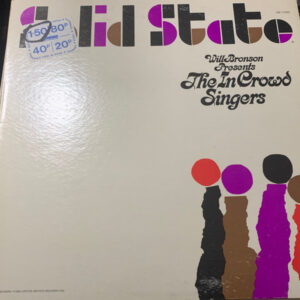 Solid State
150 80¢
40¢ 20¢
Will Bronson
Presents
The In Crowd
Singers